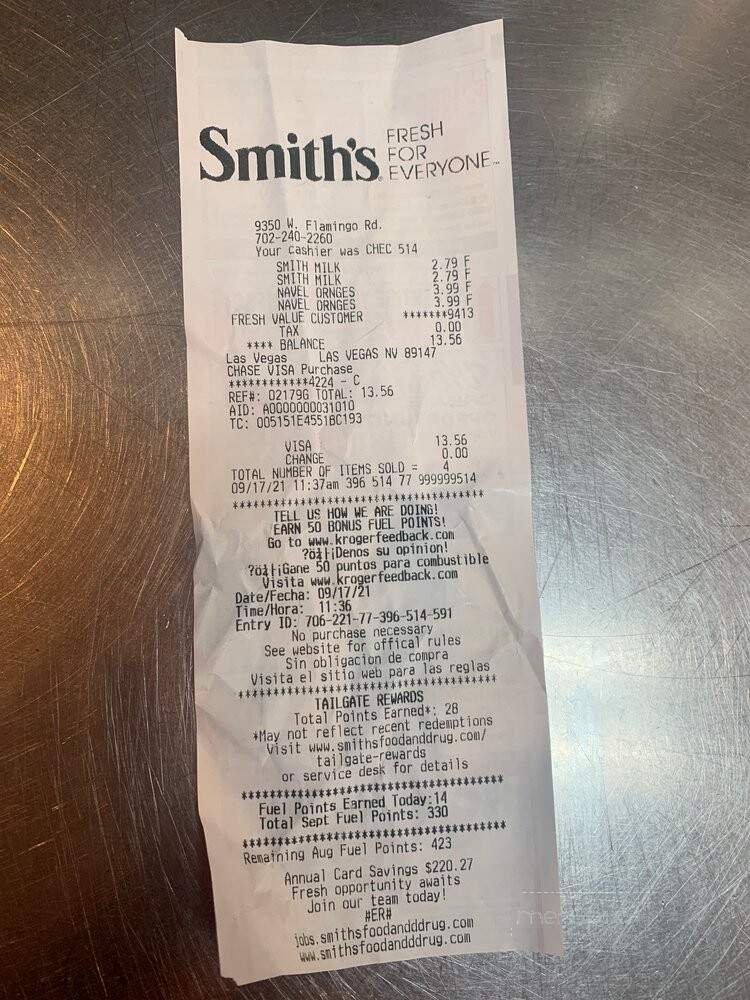 Smith's FRESH FOR EVERYONE™
9350 W. Flamingo Rd.
702-240-2260
Your cashier was CHEC 514
SMITH MILK 2.79 F
SMITH MILK 2.79 F
NAVEL ORNGES 3.99 F
NAVEL ORNGES 3.99 F
FRESH VALUE CUSTOMER *******9413
TAX 0.00
**** BALANCE 13.56
Las Vegas LAS VEGAS NV 89147
CHASE VISA Purchase
************4224 - C
REF#: 02179G TOTAL: 13.56
AID: A0000000031010
TC: 005151E4551BC193
VISA 13.56
CHANGE 0.00
TOTAL NUMBER OF ITEMS SOLD = 4
09/17/21 11:37am 396 514 77 999999514
************************************
TELL US HOW WE ARE DOING!
EARN 50 BONUS FUEL POINTS!
Go to www.krogerfeedback.com
¡Denos su opinion!
¡Gane 50 puntos para combustible
Visita www.krogerfeedback.com
Date/Fecha: 09/17/21
Time/Hora: 11:36
Entry ID: 706-221-77-396-514-591
No purchase necessary
See website for offical rules
Sin obligacion de compra
Visita el sitio web para las reglas
************************************
TAILGATE REWARDS
Total Points Earned*: 28
*May not reflect recent redemptions
Visit www.smithsfoodanddrug.com/
tailgate-rewards
or service desk for details
************************************
Fuel Points Earned Today:14
Total Sept Fuel Points: 330
************************************
Remaining Aug Fuel Points: 423
Annual Card Savings $220.27
Fresh opportunity awaits
Join our team today!
#ER#
jobs.smithsfoodandddrug.com
www.smithsfoodandddrug.com